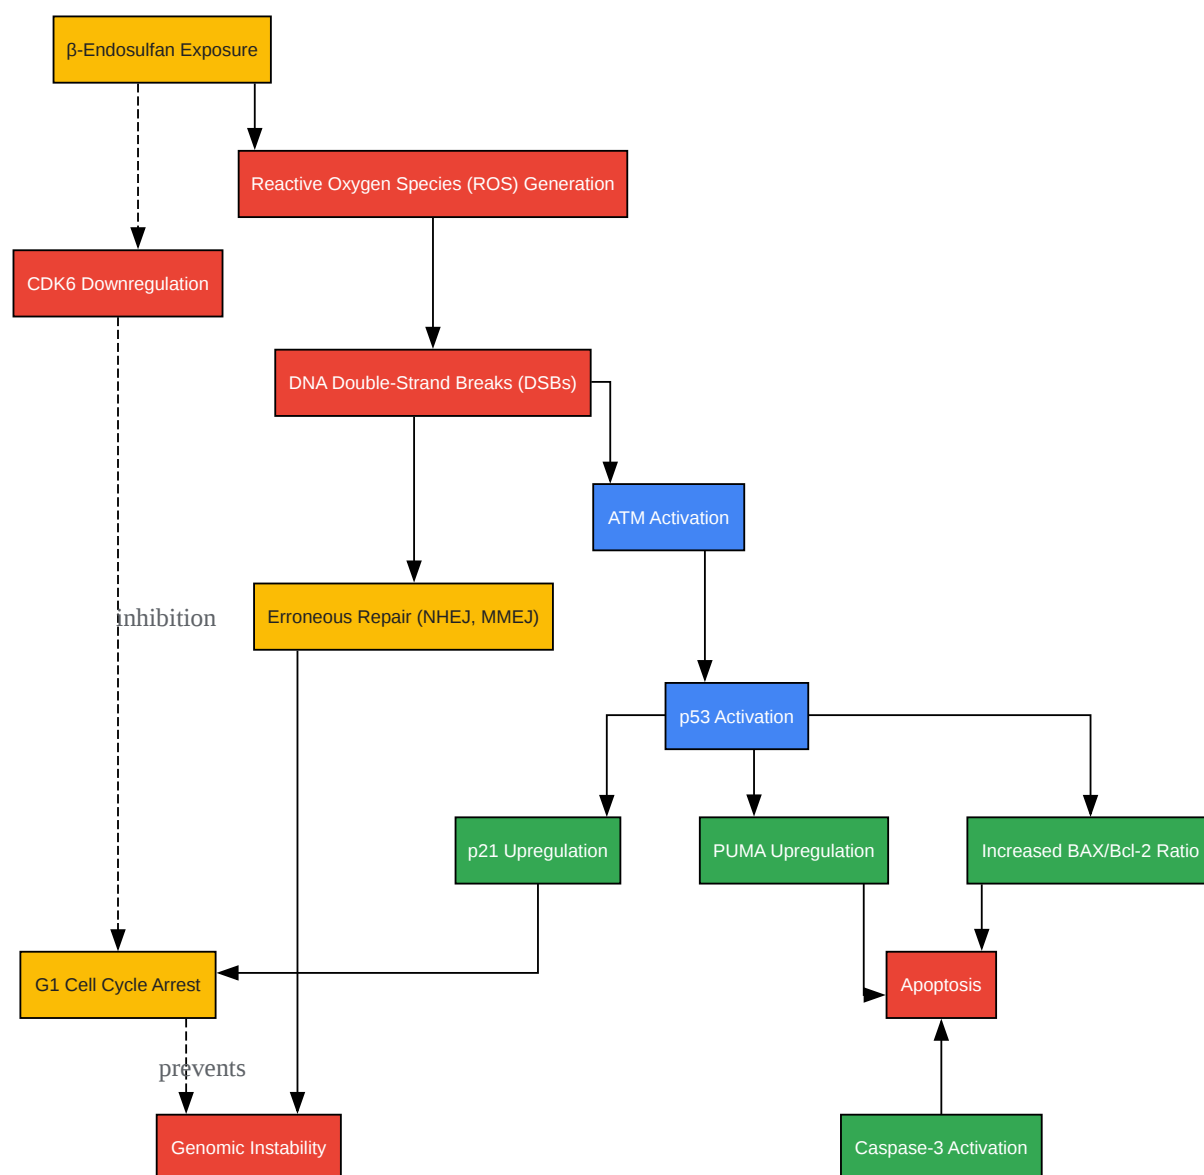 β-Endosulfan Exposure
Reactive Oxygen Species (ROS) Generation
CDK6 Downregulation
DNA Double-Strand Breaks (DSBs)
ATM Activation
Erroneous Repair (NHEJ, MMEJ)
inhibition
p53 Activation
p21 Upregulation
PUMA Upregulation
Increased BAX/Bcl-2 Ratio
G1 Cell Cycle Arrest
Apoptosis
prevents
Genomic Instability
Caspase-3 Activation